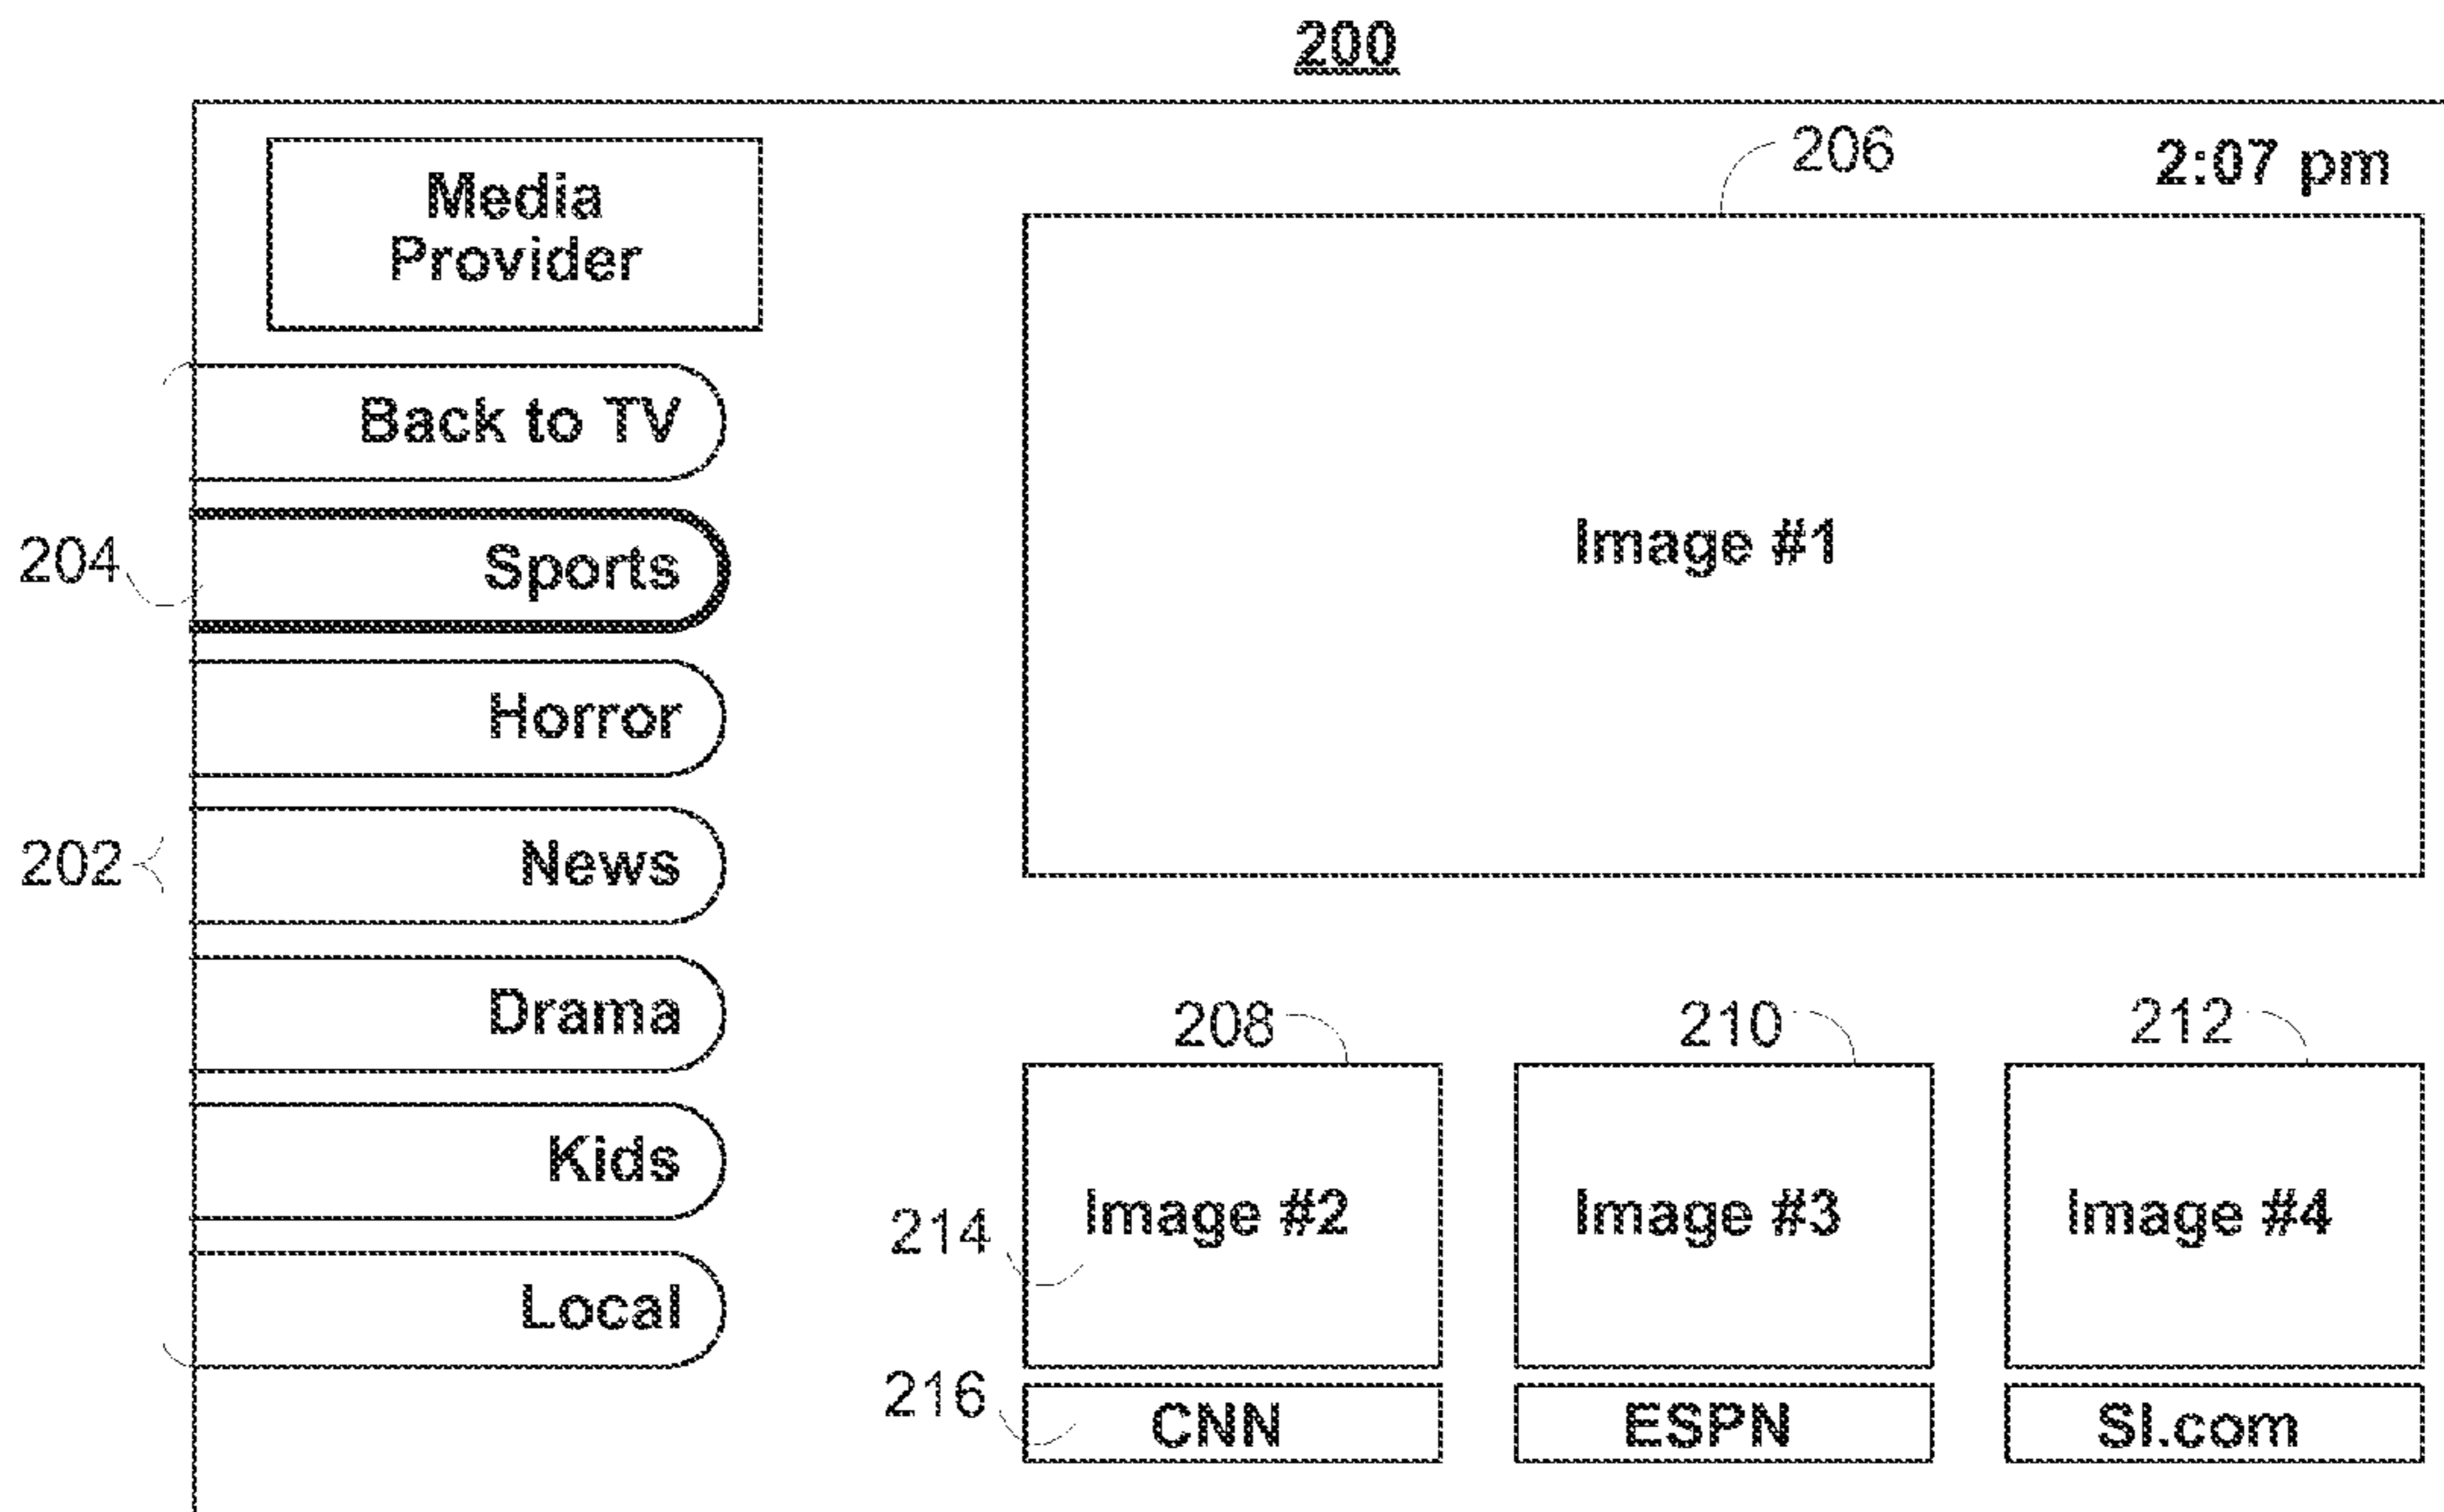 200
206
2:07 pm
Media
Provider
Back to TV
204
Sports
Image #1
Horror
202
News
Drama
208
210
212
Kids
214
Image #2
Image #3
Image #4
Local
216
CNN
ESPN
SI.com